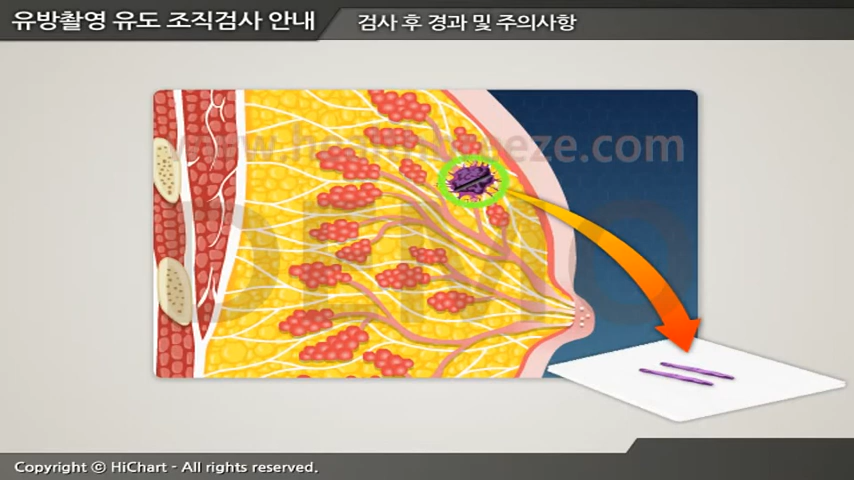 유방촬영 유도 조직검사 안내
검사 후 경과 및 주의사항
DEMO
Copyright ⓒ HiChart - All rights reserved.